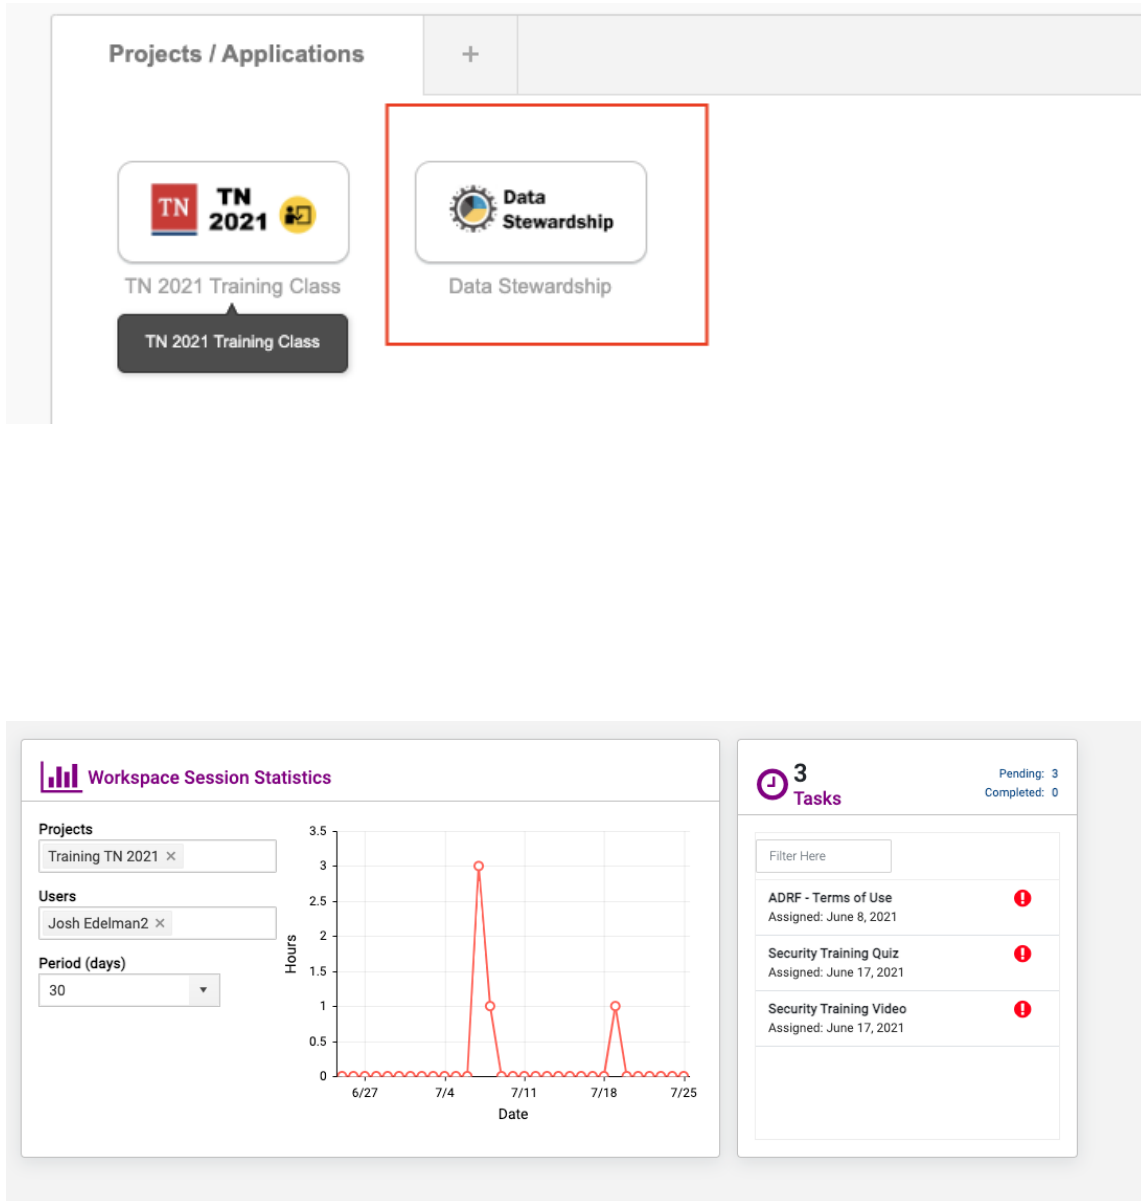 Projects / Applications
+
TN
TN
2021
Data
Stewardship
TN 2021 Training Class
Data Stewardship
TN 2021 Training Class
Workspace Session Statistics
Projects
Training TN 2021 ×
Users
Josh Edelman2 ×
Period (days)
30
3.5
3
2.5
2
1.5
1
0.5
0
Hours
6/27
7/4
7/11
7/18
7/25
Date
3
Tasks
Pending: 3
Completed: 0
Filter Here
ADRF - Terms of Use
Assigned: June 8, 2021
Security Training Quiz
Assigned: June 17, 2021
Security Training Video
Assigned: June 17, 2021